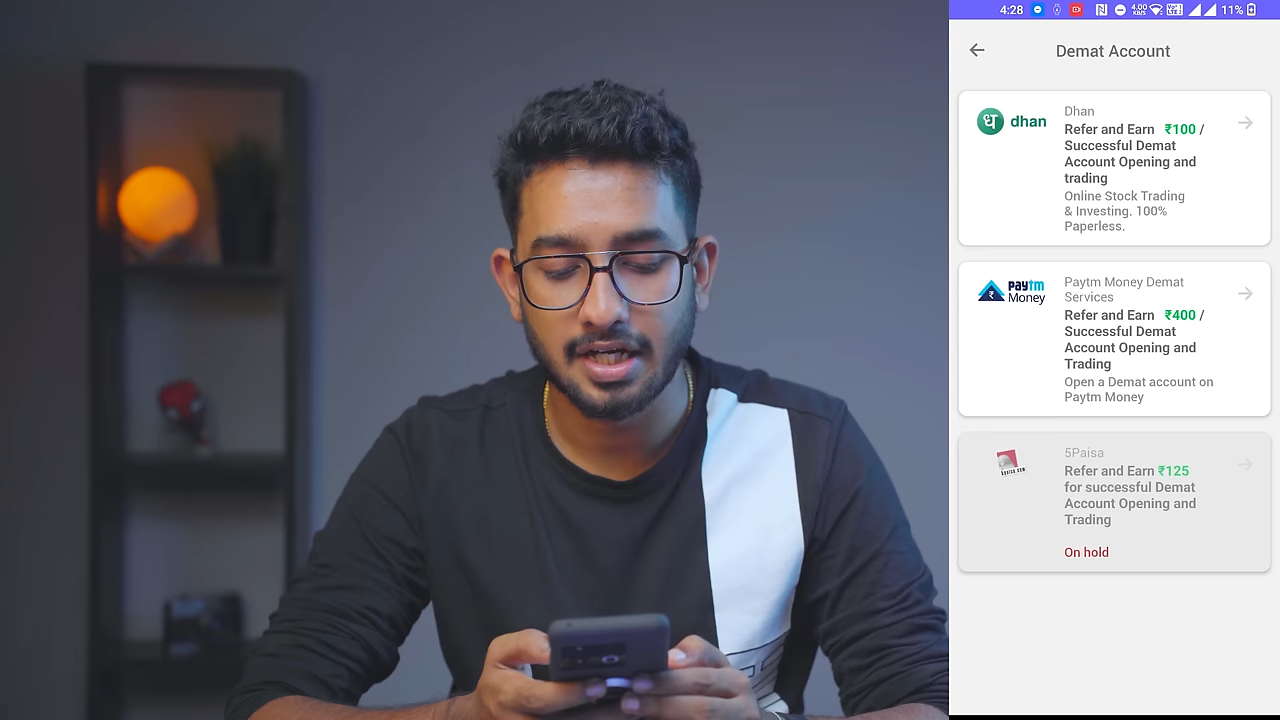 4:28
4.00
KB/S
11%
Demat Account
ध dhan
Dhan
Refer and Earn ₹100 /
Successful Demat
Account Opening and
trading
Online Stock Trading
& Investing. 100%
Paperless.
paytm
Money
Paytm Money Demat
Services
Refer and Earn ₹400 /
Successful Demat
Account Opening and
Trading
Open a Demat account on
Paytm Money
5Paisa
Refer and Earn ₹125
for successful Demat
Account Opening and
Trading
On hold